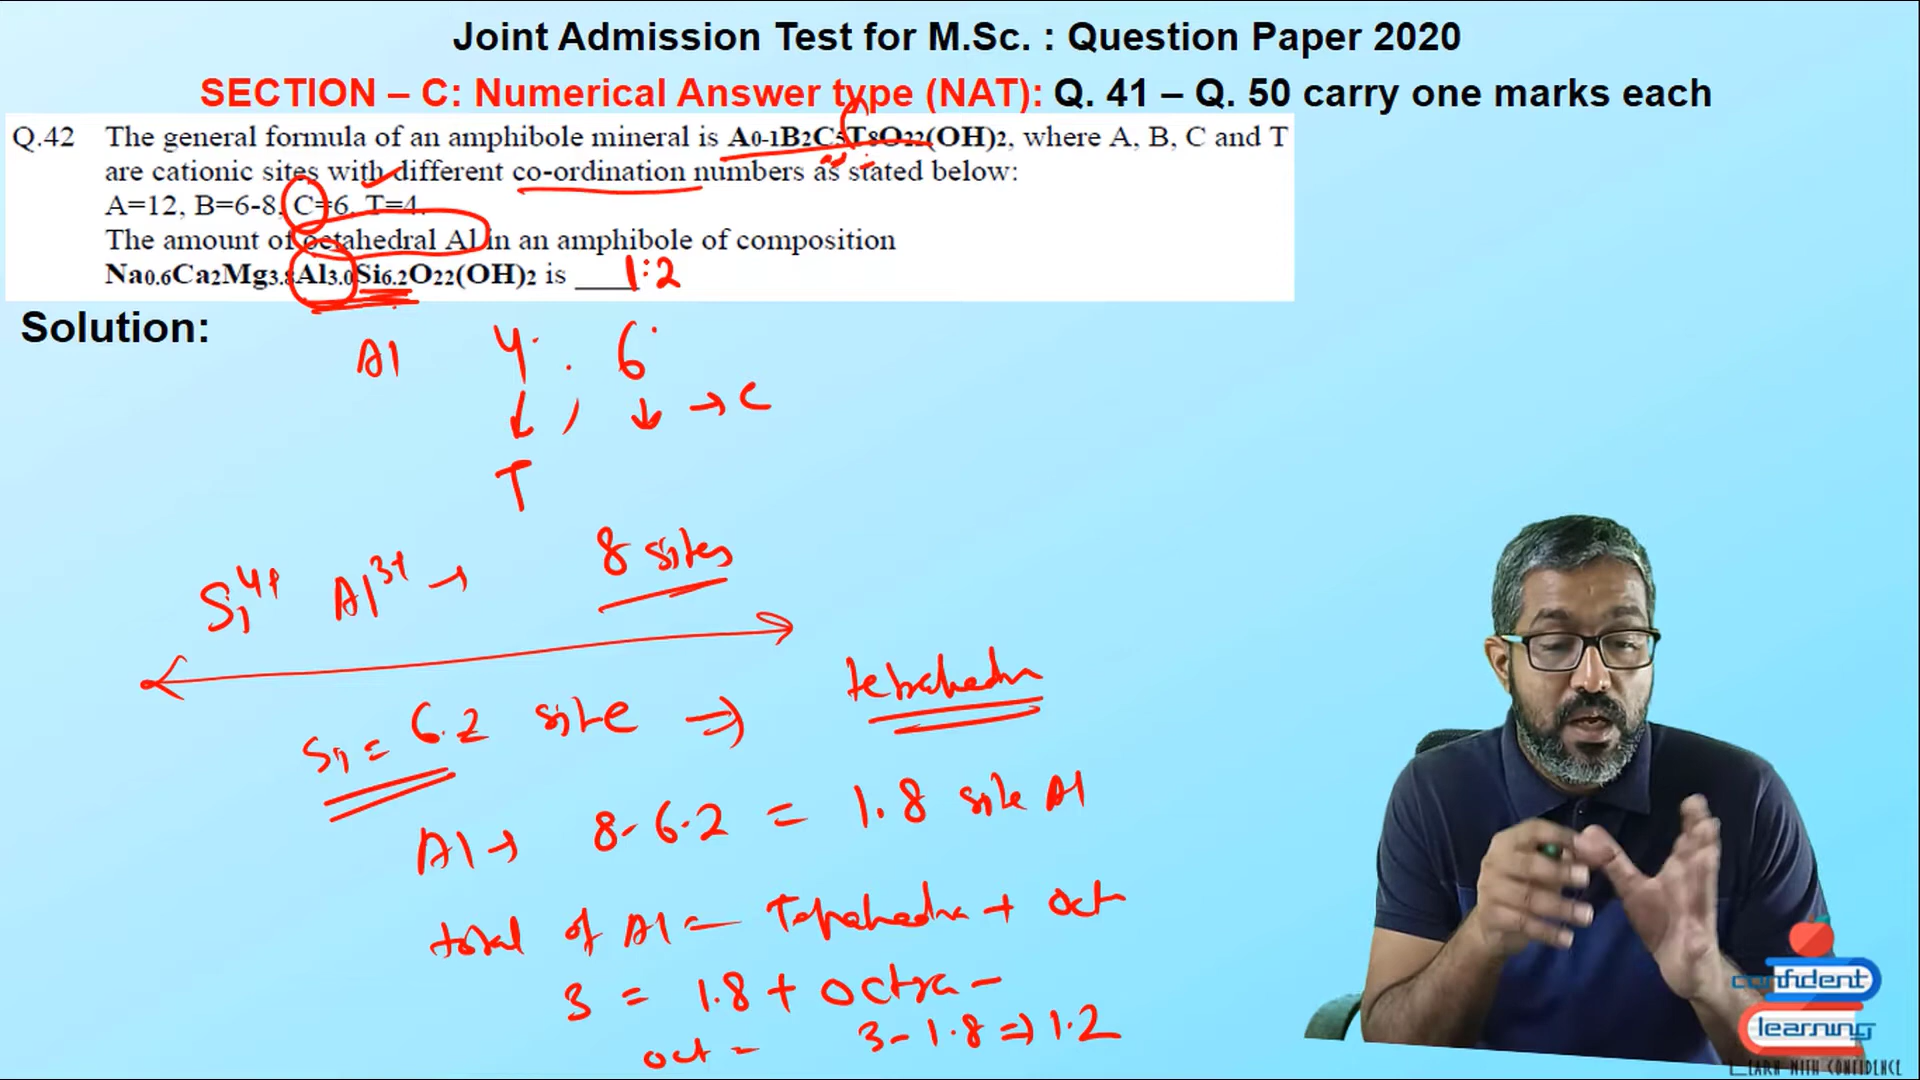 Joint Admission Test for M.Sc. : Question Paper 2020
SECTION – C: Numerical Answer type (NAT): Q. 41 – Q. 50 carry one marks each
Q.42 The general formula of an amphibole mineral is A0-1B2C5T8O22(OH)2, where A, B, C and T
are cationic sites with different co-ordination numbers as stated below:
A=12, B=6-8, C=6, T=4.
The amount of octahedral Al in an amphibole of composition
Na0.6Ca2Mg3.8Al3.0Si6.2O22(OH)2 is ____ 1.2
Solution:
Al 4 : 6
↓ , ↓ → C
T
Si4+ Al3+ → 8 sites
Si = 6.2 site ⇒ tetrahedra
Al → 8-6.2 = 1.8 site Al
total of Al = Tetrahedra + Oct
3 = 1.8 + Octra -
oct - 3-1.8 ⇒ 1.2
confident
learning
LEARN WITH CONFIDENCE